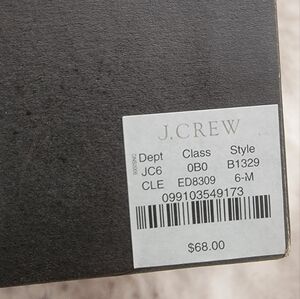 J.CREW
Dept Class Style
JC6 0B0 B1329
CLE ED8309 6-M
099103549173
$68.00